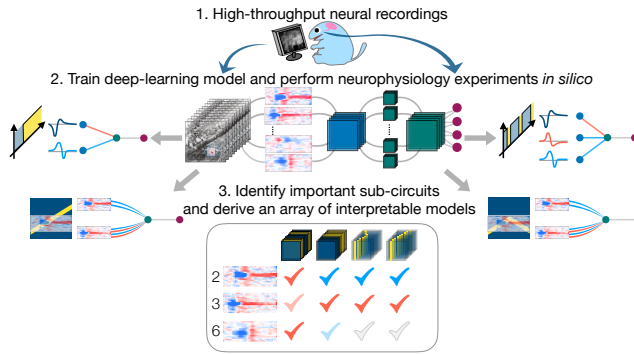 1. High-throughput neural recordings
2. Train deep-learning model and perform neurophysiology experiments in silico
3. Identify important sub-circuits
and derive an array of interpretable models
2
3
6